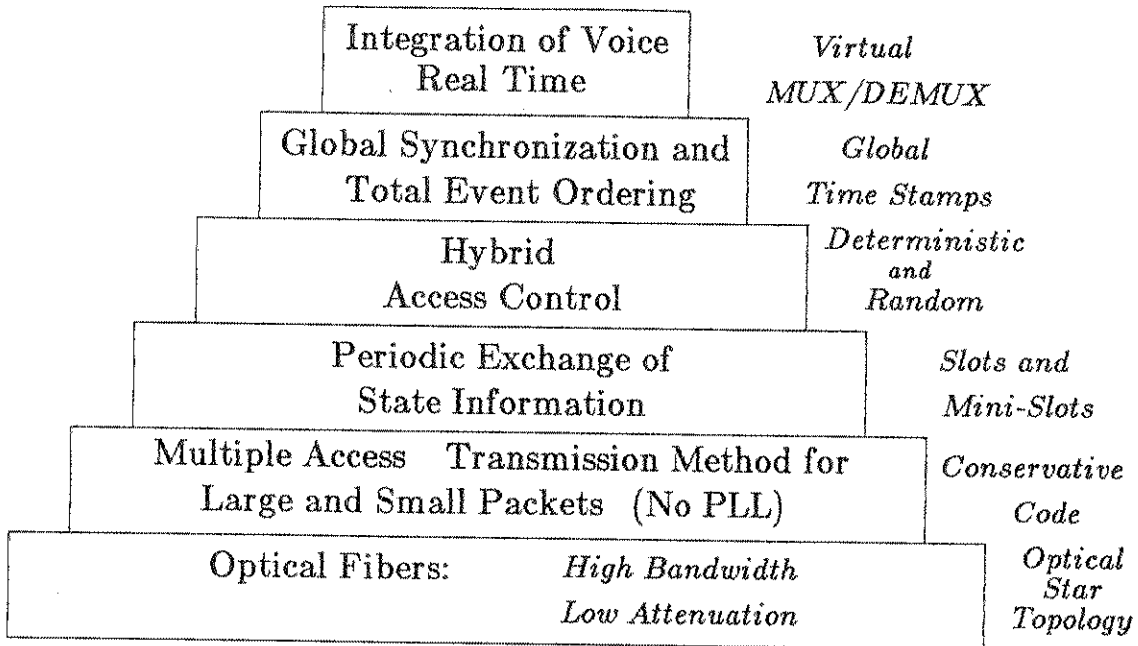 Integration of Voice
Real Time
Virtual
MUX/DEMUX
Global Synchronization and
Total Event Ordering
Global
Time Stamps
Hybrid
Access Control
Deterministic
and
Random
Periodic Exchange of
State Information
Slots and
Mini-Slots
Multiple Access Transmission Method for
Large and Small Packets (No PLL)
Conservative
Code
Optical Fibers: High Bandwidth
Low Attenuation
Optical
Star
Topology